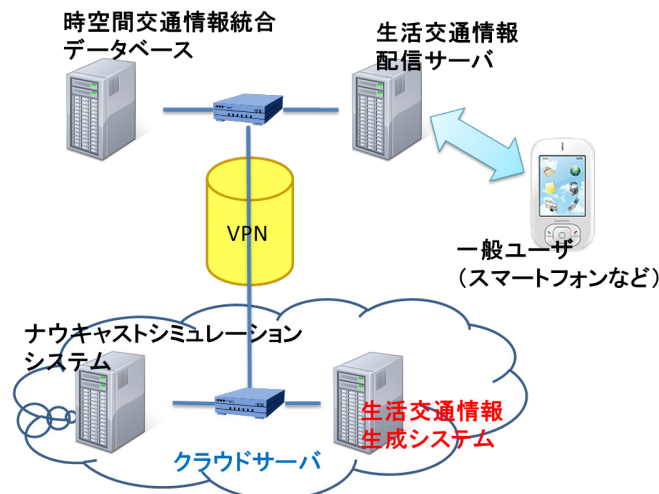 時空間交通情報統合
データベース
生活交通情報
配信サーバ
VPN
一般ユーザ
（スマートフォンなど）
ナウキャストシミュレーション
システム
生活交通情報
生成システム
クラウドサーバ